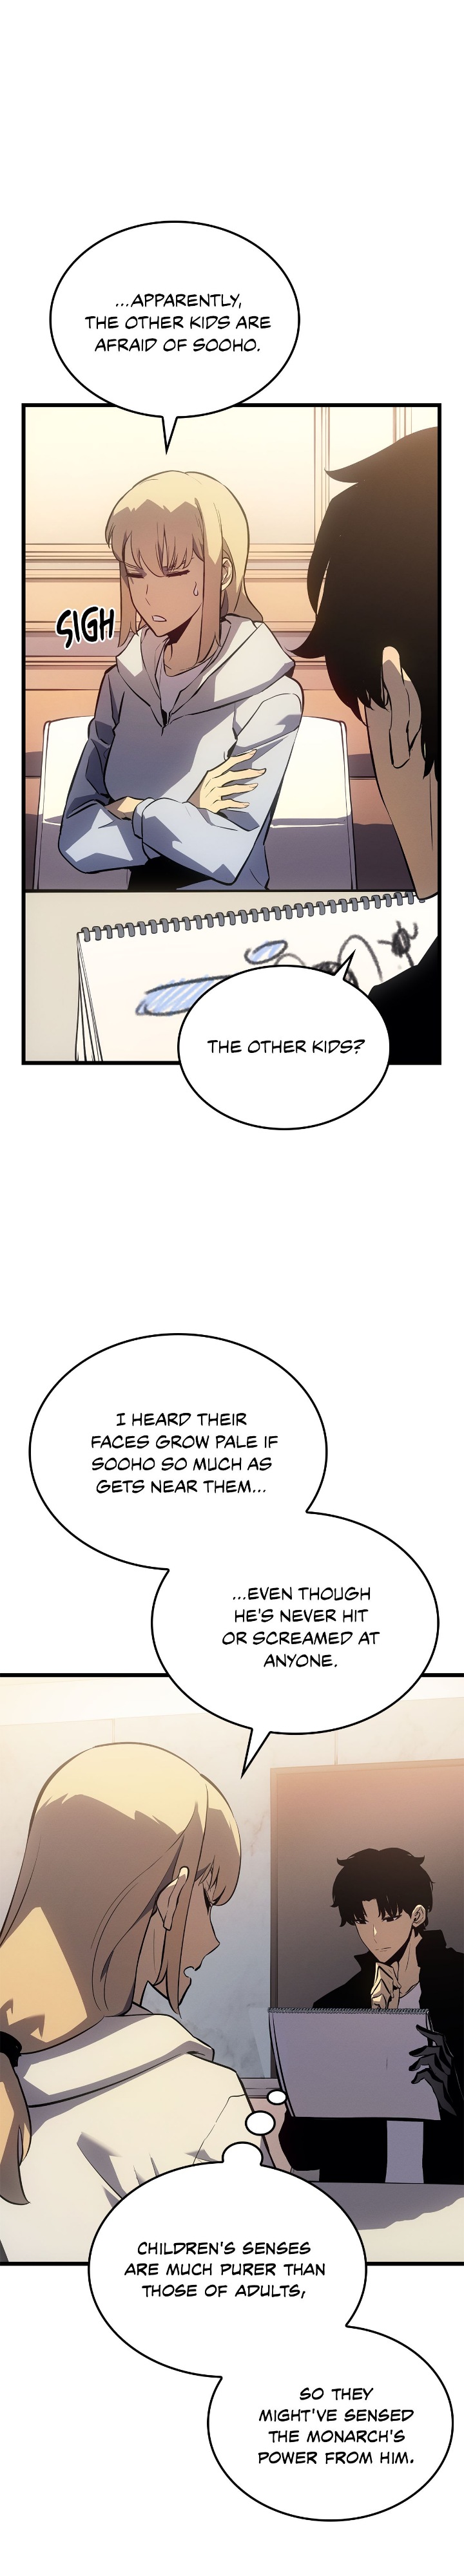 ...APPARENTLY,
THE OTHER KIDS ARE
AFRAID OF SOOHO.
SIGH
THE OTHER KIDS?
I HEARD THEIR
FACES GROW PALE IF
SOOHO SO MUCH AS
GETS NEAR THEM...
...EVEN THOUGH
HE'S NEVER HIT
OR SCREAMED AT
ANYONE.
CHILDREN'S SENSES
ARE MUCH PURER THAN
THOSE OF ADULTS,
SO THEY
MIGHT'VE SENSED
THE MONARCH'S
POWER FROM HIM.